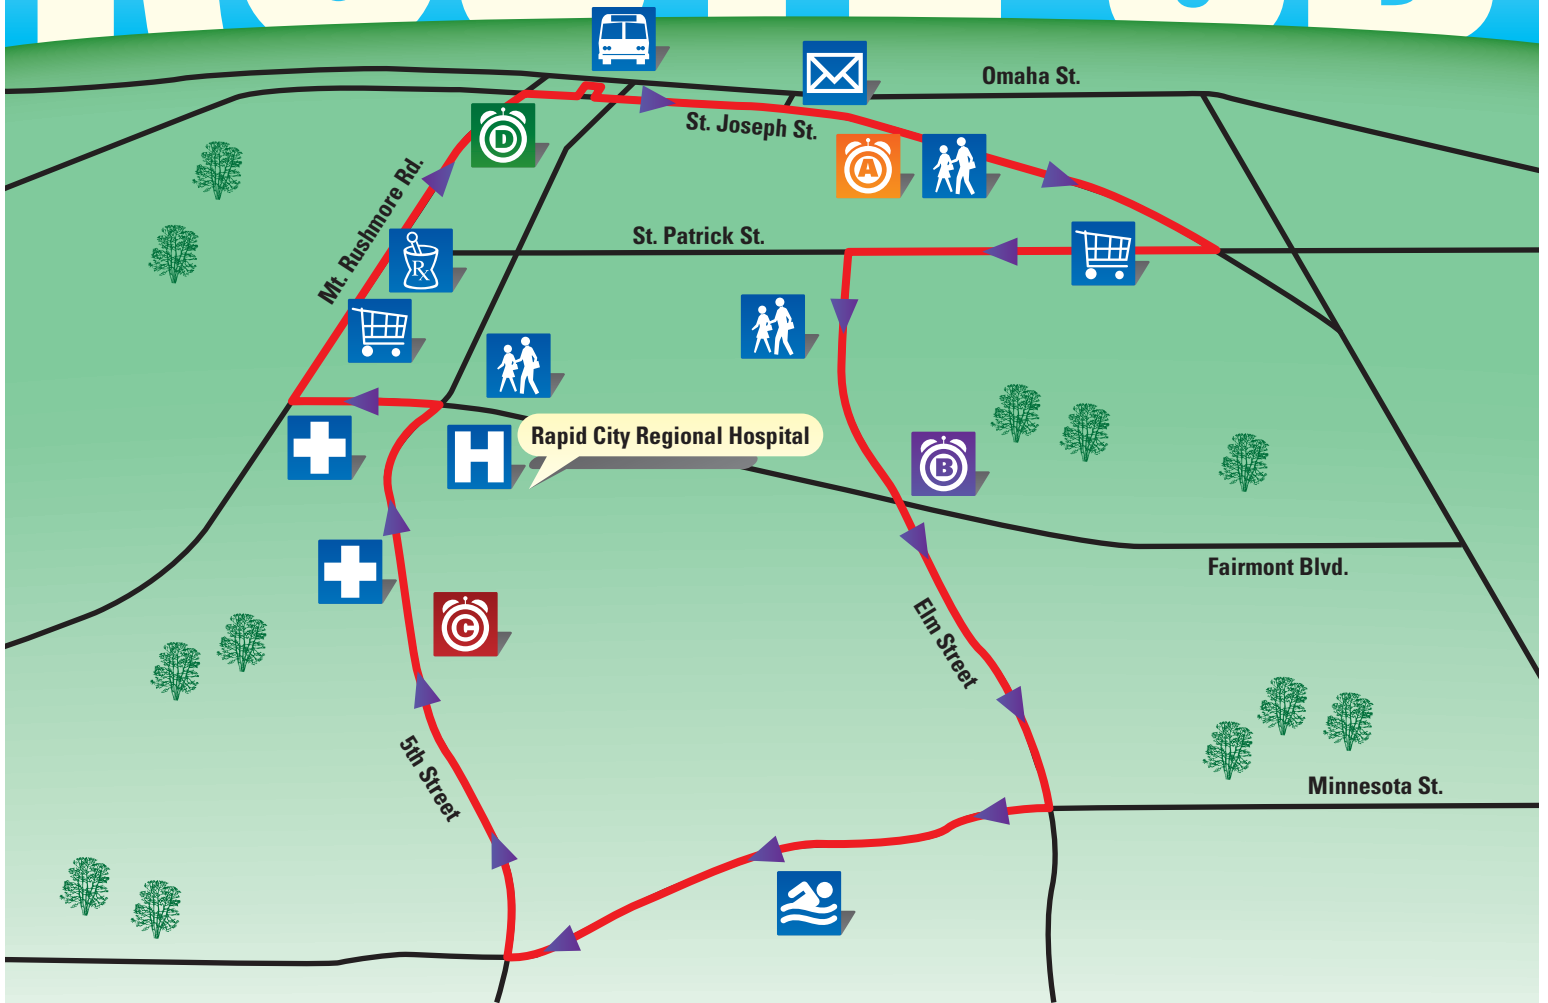 Omaha St.
St. Joseph St.
D
A
Mt. Rushmore Rd.
St. Patrick St.
Rx
H
Rapid City Regional Hospital
B
Fairmont Blvd.
C
Elm Street
5th Street
Minnesota St.